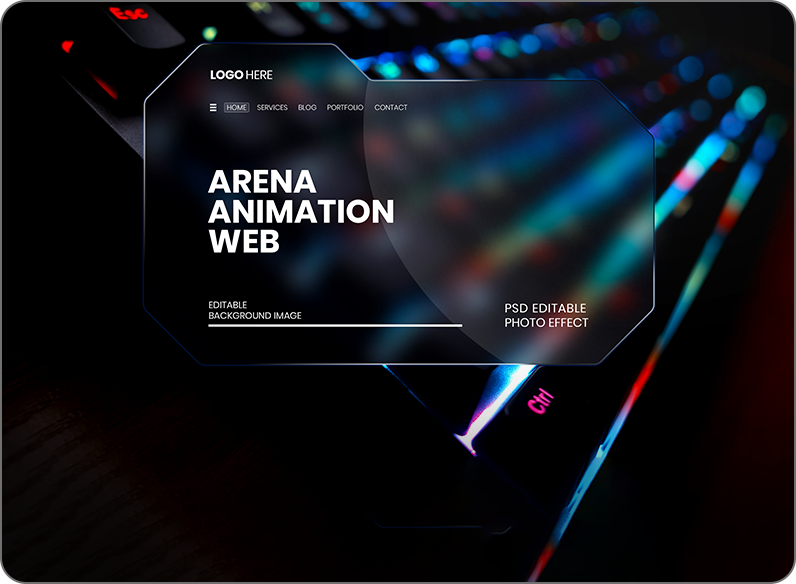 Esc
LOGO HERE
HOME SERVICES BLOG PORTFOLIO CONTACT
ARENA
ANIMATION
WEB
EDITABLE
BACKGROUND IMAGE
PSD EDITABLE
PHOTO EFFECT
Ctrl